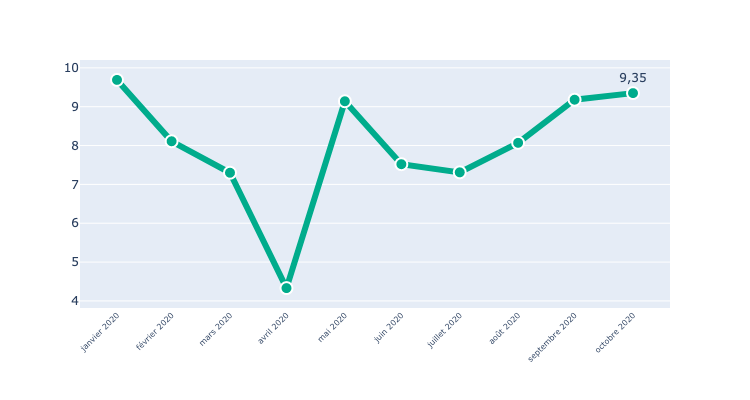 10
9
8
7
6
5
4
9,35
janvier 2020
février 2020
mars 2020
avril 2020
mai 2020
juin 2020
juillet 2020
août 2020
septembre 2020
octobre 2020